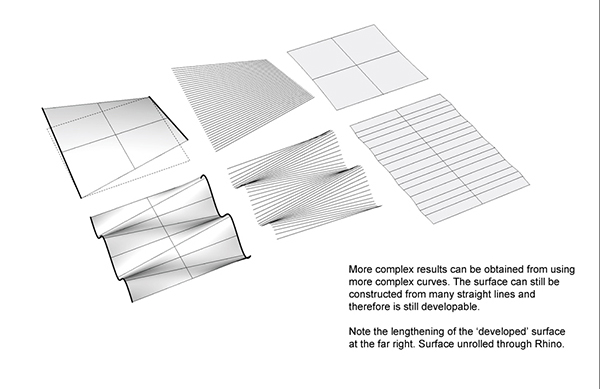 More complex results can be obtained from using
more complex curves. The surface can still be
constructed from many straight lines and
therefore is still developable.
Note the lengthening of the 'developed' surface
at the far right. Surface unrolled through Rhino.